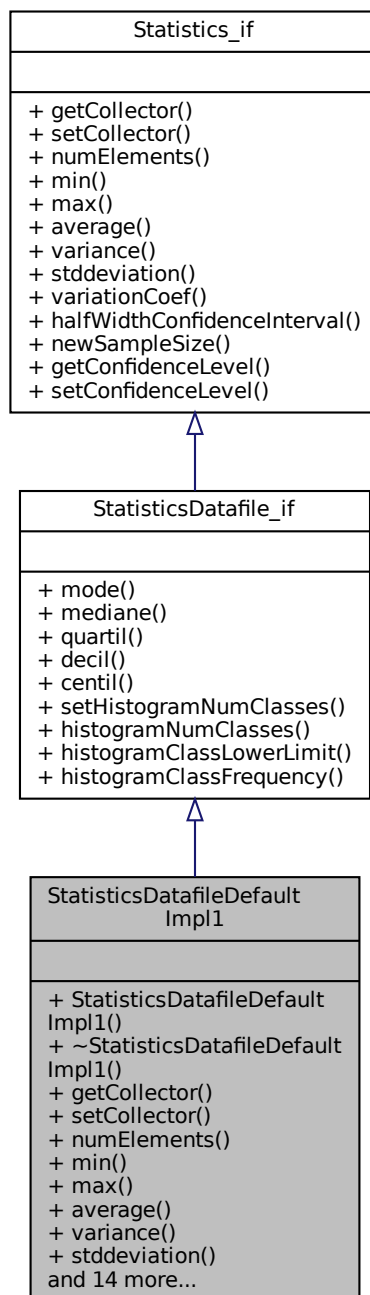 Statistics_if
+ getCollector()
+ setCollector()
+ numElements()
+ min()
+ max()
+ average()
+ variance()
+ stddeviation()
+ variationCoef()
+ halfWidthConfidenceInterval()
+ newSampleSize()
+ getConfidenceLevel()
+ setConfidenceLevel()
StatisticsDatafile_if
+ mode()
+ mediane()
+ quartil()
+ decil()
+ centil()
+ setHistogramNumClasses()
+ histogramNumClasses()
+ histogramClassLowerLimit()
+ histogramClassFrequency()
StatisticsDatafileDefault
Impl1
+ StatisticsDatafileDefault
Impl1()
+ ~StatisticsDatafileDefault
Impl1()
+ getCollector()
+ setCollector()
+ numElements()
+ min()
+ max()
+ average()
+ variance()
+ stddeviation()
and 14 more...